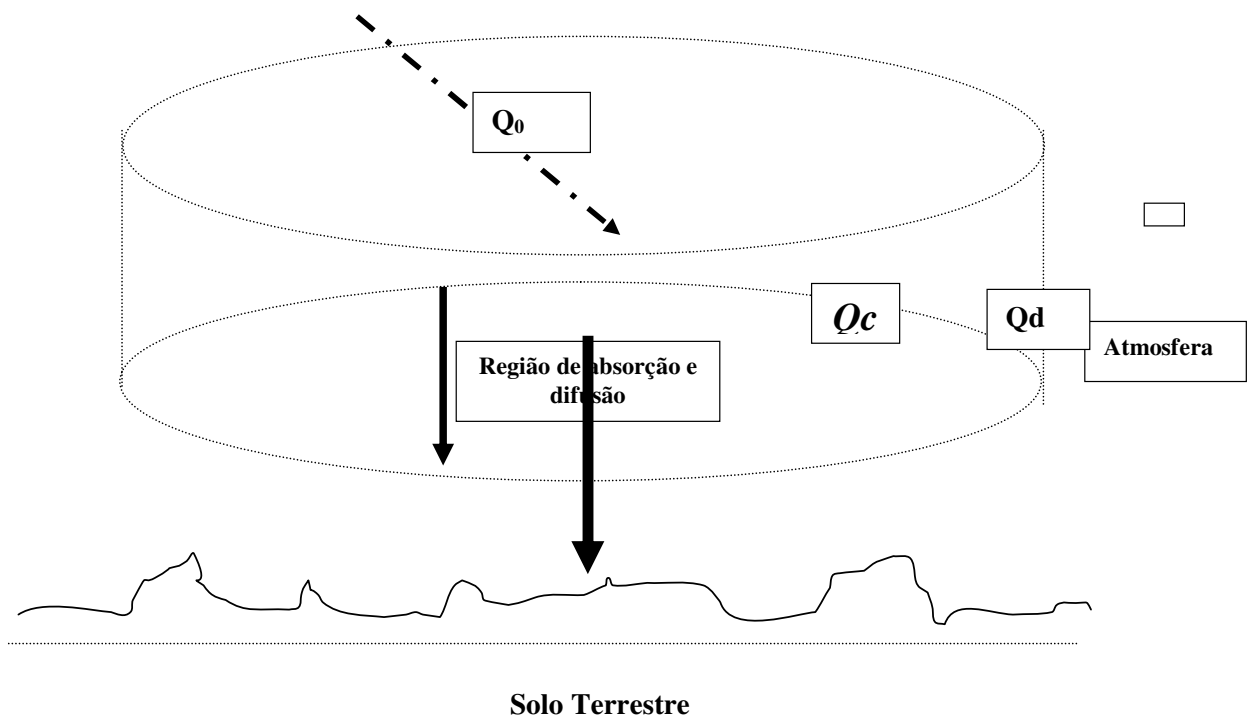 Q₀
Qc
Qd
Atmosfera
Região de absorção e
difusão
Solo Terrestre